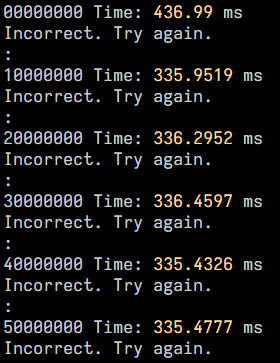 00000000 Time: 436.99 ms
Incorrect. Try again.
:
10000000 Time: 335.9519 ms
Incorrect. Try again.
:
20000000 Time: 336.2952 ms
Incorrect. Try again.
:
30000000 Time: 336.4597 ms
Incorrect. Try again.
:
40000000 Time: 335.4326 ms
Incorrect. Try again.
:
50000000 Time: 335.4777 ms
Incorrect. Try again.